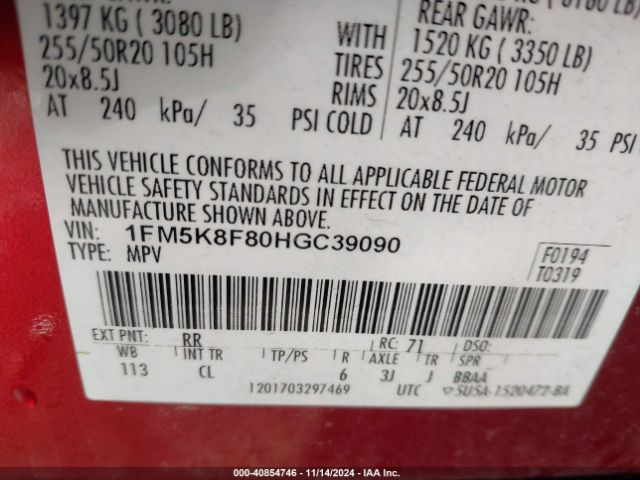 1397 KG ( 3080 LB)
255/50R20 105H
20x8.5J
AT 240 kPa/ 35 PSI COLD
WITH
TIRES
RIMS
REAR GAWR:
1520 KG ( 3350 LB)
255/50R20 105H
20x8.5J
AT 240 kPa/ 35 PSI
THIS VEHICLE CONFORMS TO ALL APPLICABLE FEDERAL MOTOR
VEHICLE SAFETY STANDARDS IN EFFECT ON THE DATE OF
MANUFACTURE SHOWN ABOVE.
VIN: 1FM5K8F80HGC39090
TYPE: MPV
F0194
T0319
EXT PNT: RR RC: 71 DSO:
WB INT TR TP/PS R AXLE TR SPR
113 CL 6 3J J BBAA
1201703297469 UTC 5U5A-1520472-BA
00-40854746 — 11/14/2024 — IAA Inc.